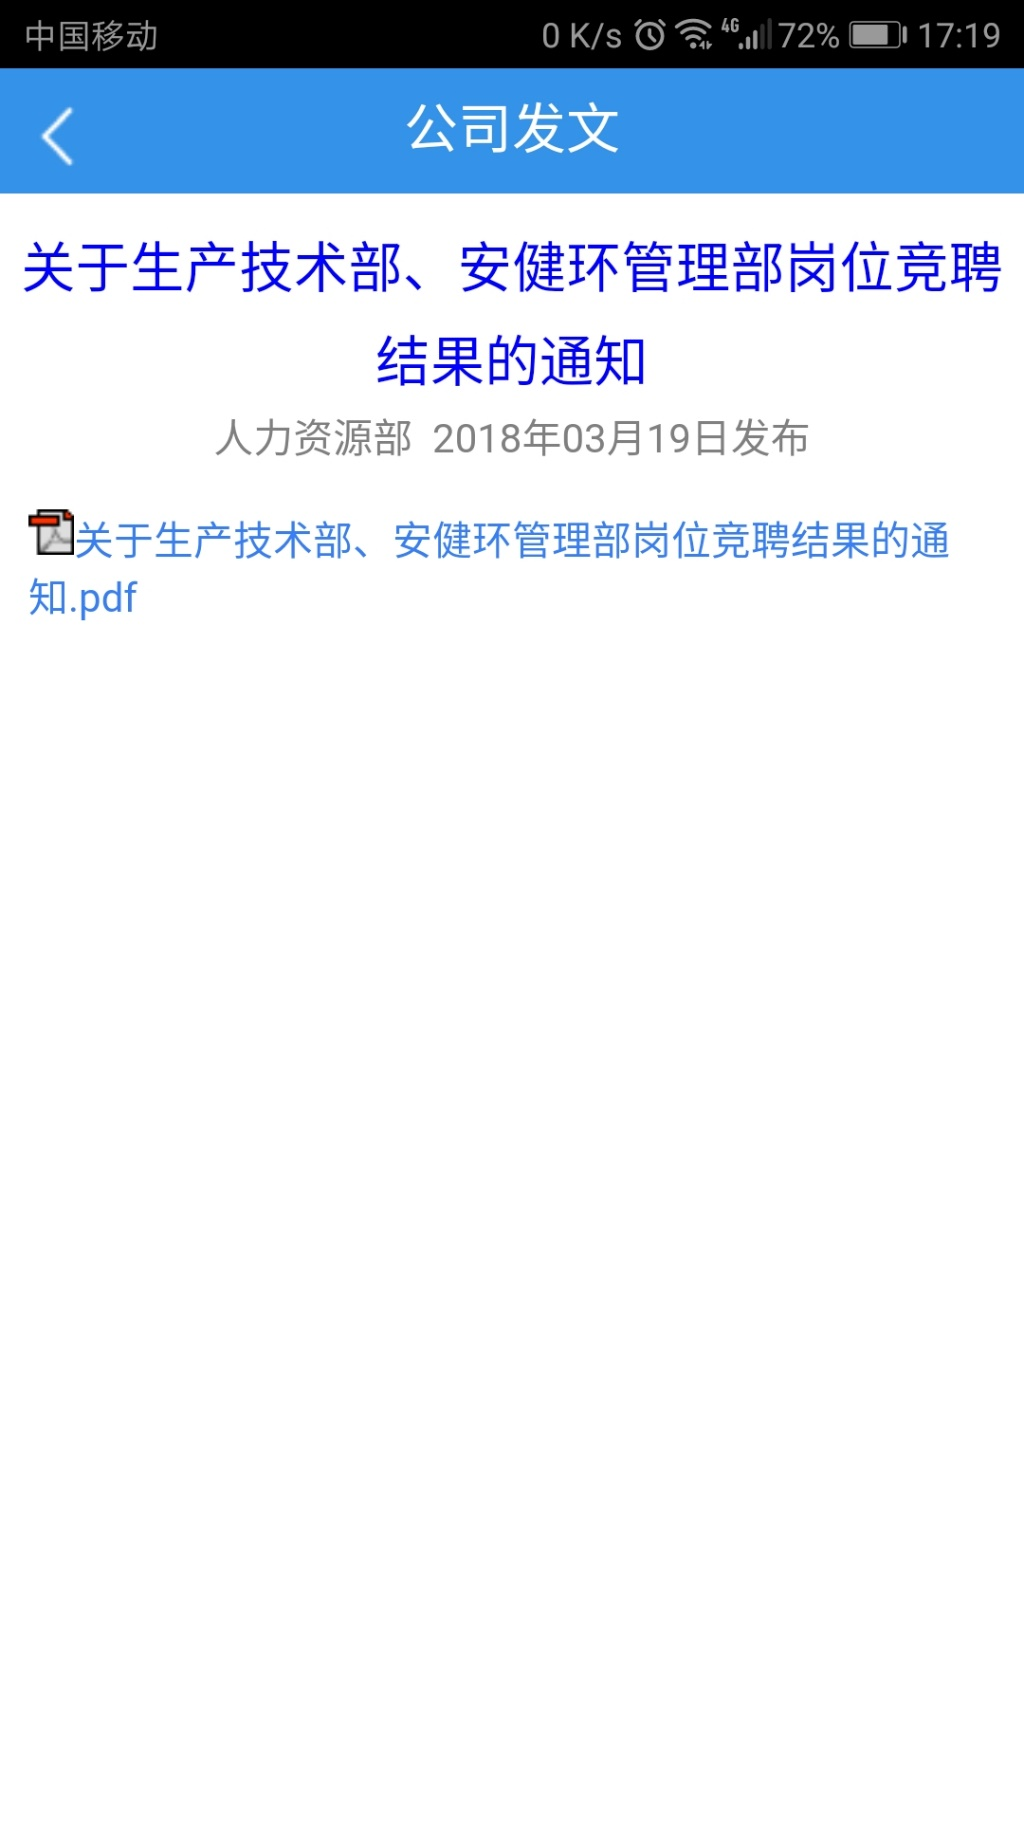 中国移动 0 K/s 4G 72% 17:19
公司发文
关于生产技术部、安健环管理部岗位竞聘
结果的通知
人力资源部 2018年03月19日发布
关于生产技术部、安健环管理部岗位竞聘结果的通
知.pdf